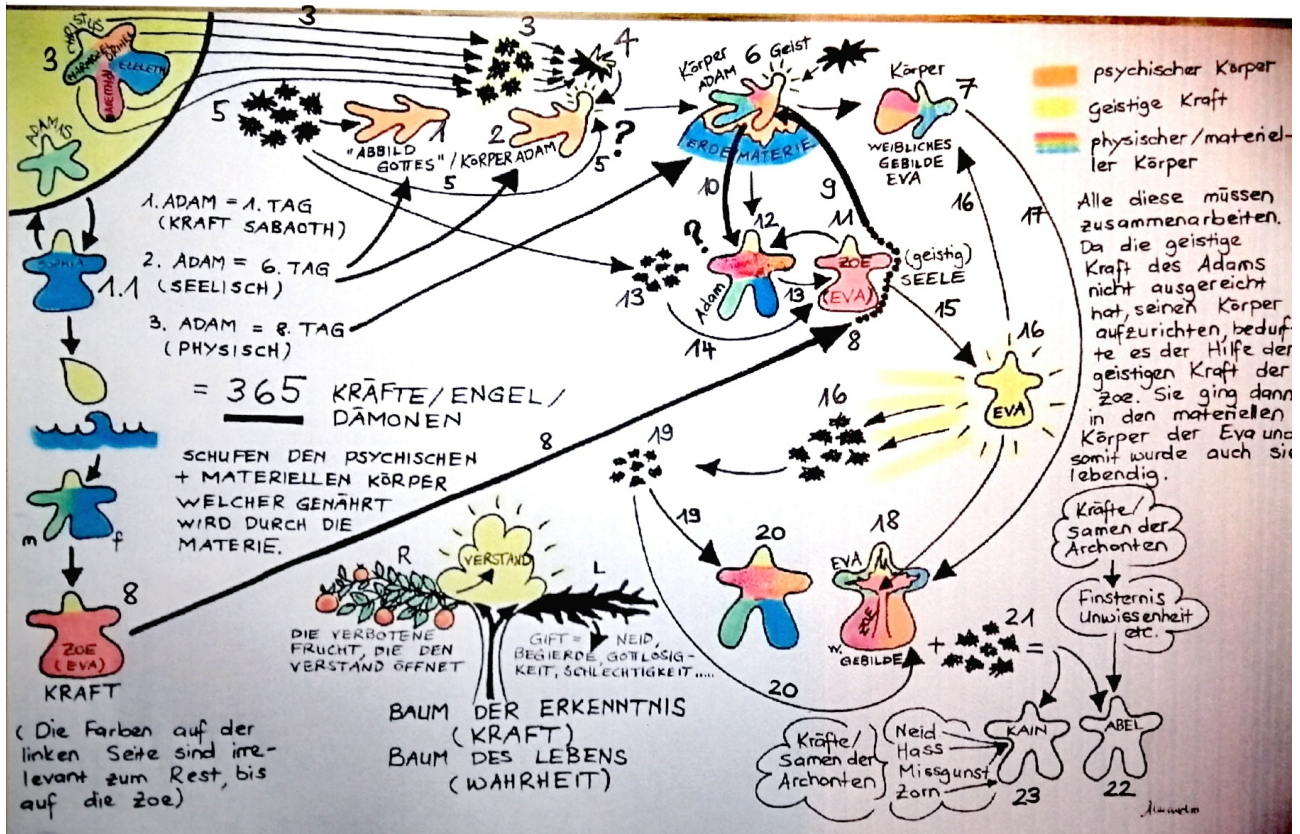 3
CHRISTUS
HARMOZEL
ORIAEL
ELELETH
DAVEITHAI
ADAMAS
SOPHIA
1.1
m
f
8
ZOE
(EVA)
KRAFT
(Die Farben auf der
linken Seite sind irre-
levant zum Rest, bis
auf die Zoe)
3
3
4
5
1
"ABBILD
GOTTES" / KÖRPER ADAM
2
5
5
?
1. ADAM = 1. TAG
(KRAFT SABAOTH)
2. ADAM = 6. TAG
(SEELISCH)
3. ADAM = 8. TAG
(PHYSISCH)
= 365 KRÄFTE/ENGEL/
DÄMONEN
SCHUFEN DEN PSYCHISCHEN
+ MATERIELLEN KÖRPER
WELCHER GENÄHRT
WIRD DURCH DIE
MATERIE.
8
R
VERSTAND
L
DIE VERBOTENE
FRUCHT, DIE DEN
VERSTAND ÖFFNET
GIFT = NEID,
BEGIERDE, GOTTLOSIG-
KEIT, SCHLECHTIGKEIT.....
BAUM DER ERKENNTNIS
(KRAFT)
BAUM DES LEBENS
(WAHRHEIT)
Körper
ADAM
6 Geist
ERDE MATERIE
Körper
7
WEIBLICHES
GEBILDE
EVA
10
9
12
11
?
Adam
13
ZOE
(EVA)
(geistig)
SEELE
13
14
8
15
16
17
16
EVA
16
19
19
20
18
EVA
ZOE
w.
GEBILDE
+
21
=
20
Kräfte/
Samen der
Archonten
Neid
Hass
Missgunst
Zorn
KAIN
23
ABEL
22
psychischer Körper
geistige Kraft
physischer/materiel-
ler Körper
Alle diese müssen
zusammenarbeiten.
Da die geistige
Kraft des Adams
nicht ausgereicht
hat, seinen Körper
aufzurichten, beduf-
te es der Hilfe der
geistigen Kraft der
Zoe. Sie ging dann
in den materiellen
Körper der Eva und
somit wurde auch sie
lebendig.
Kräfte/
Samen der
Archonten
Finsternis
Unwissenheit
etc.